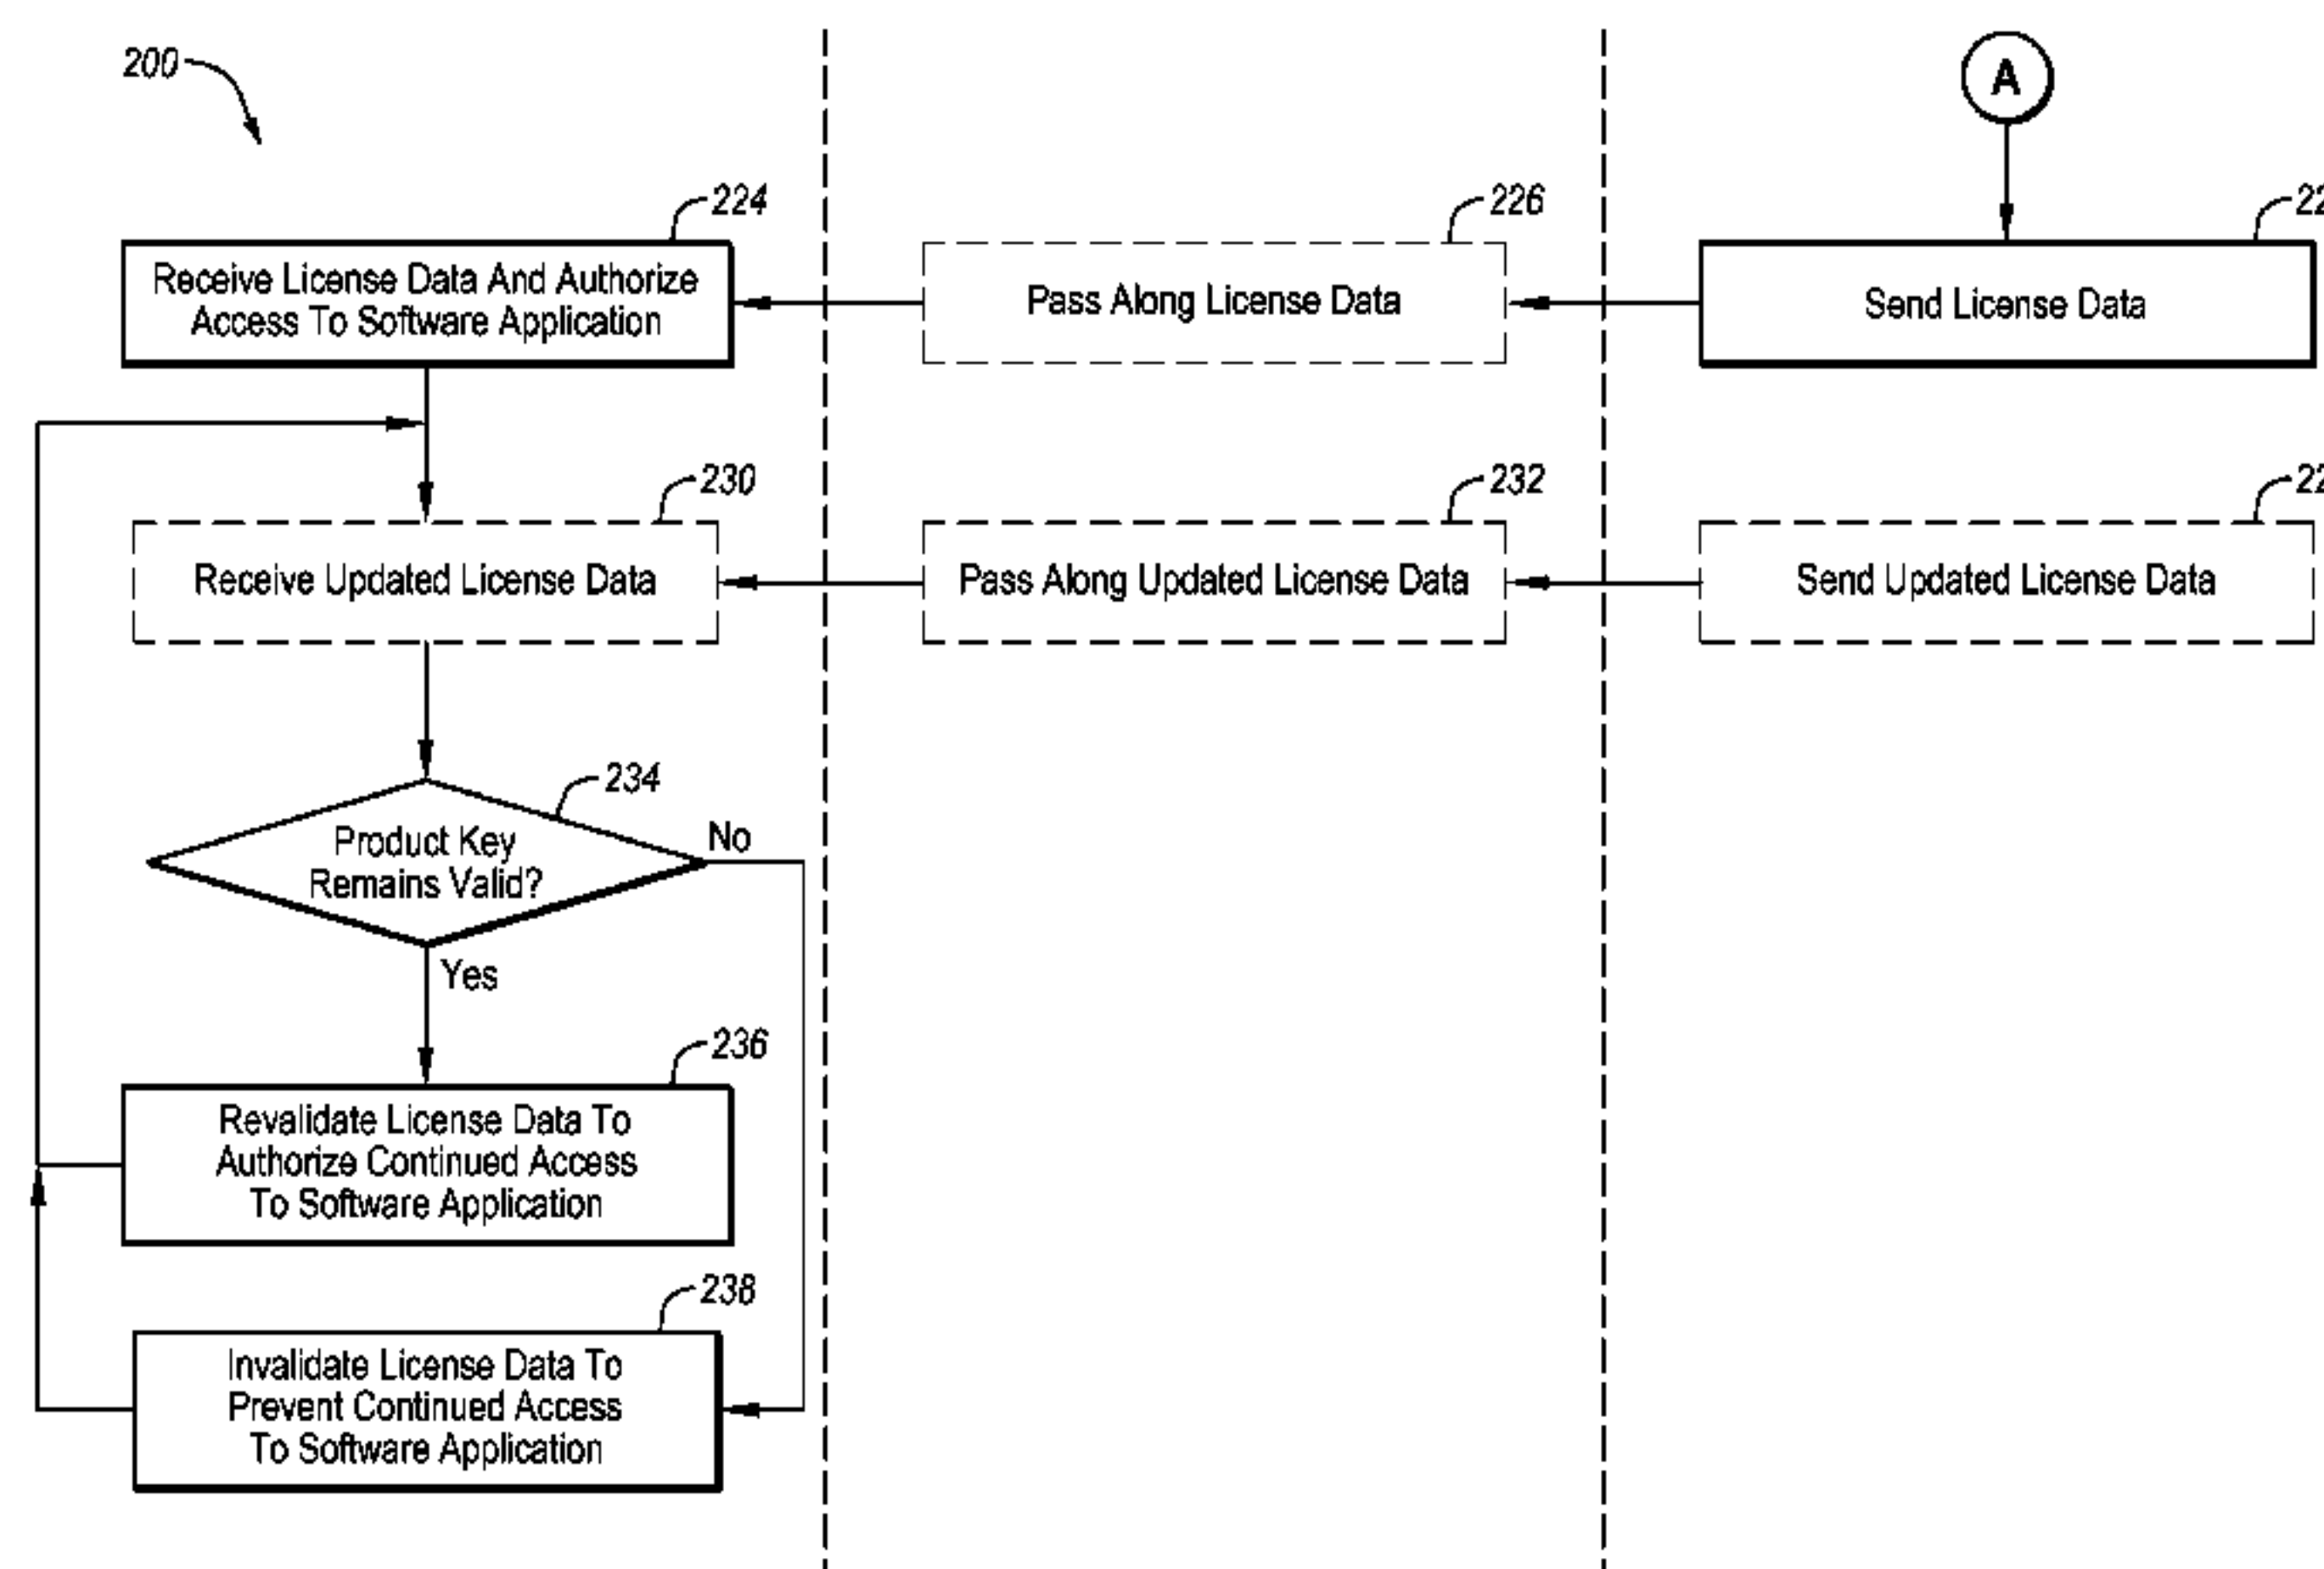 200
A
224
226
Receive License Data And Authorize
Access To Software Application
Pass Along License Data
Send License Data
230
232
Receive Updated License Data
Pass Along Updated License Data
Send Updated License Data
234
Product Key
Remains Valid?
No
Yes
236
Revalidate License Data To
Authorize Continued Access
To Software Application
238
Invalidate License Data To
Prevent Continued Access
To Software Application